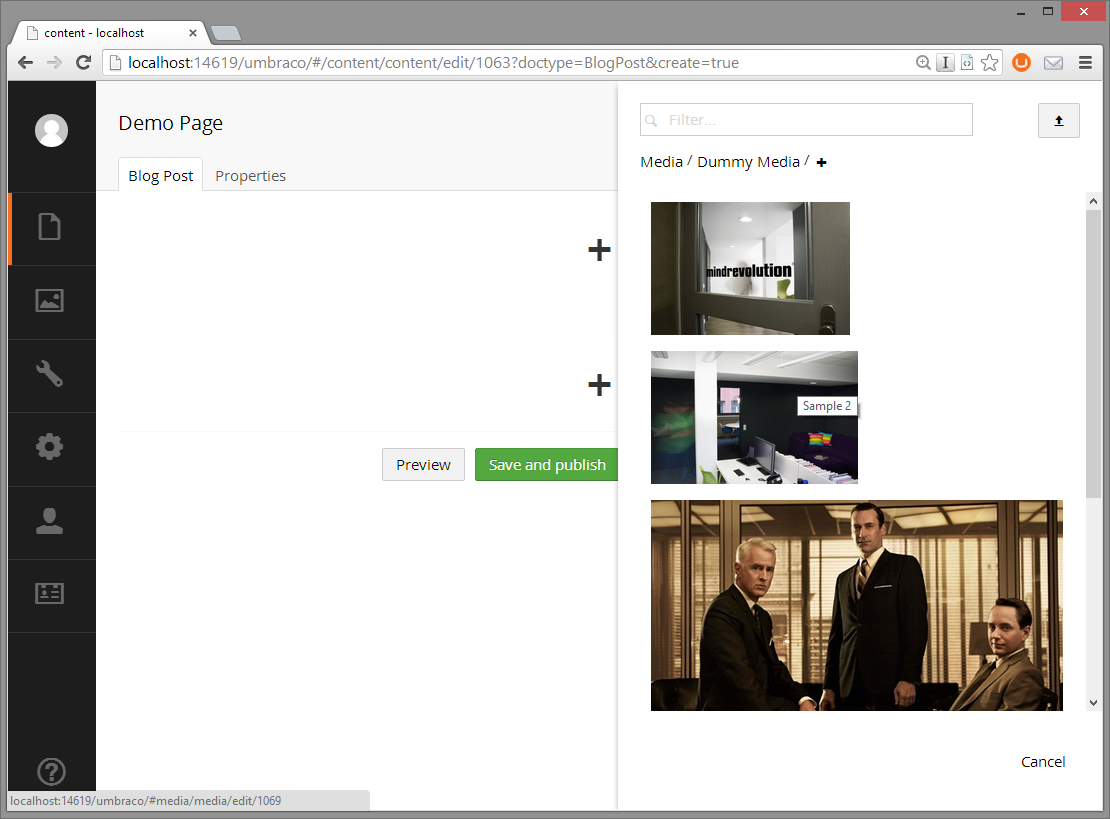 content - localhost
localhost:14619/umbraco/#/content/content/edit/1063?doctype=BlogPost&create=true
Demo Page
Blog Post
Properties
Preview
Save and publish
Filter...
Media / Dummy Media /
mindrevolution
Sample 2
Cancel
localhost:14619/umbraco/#media/media/edit/1069